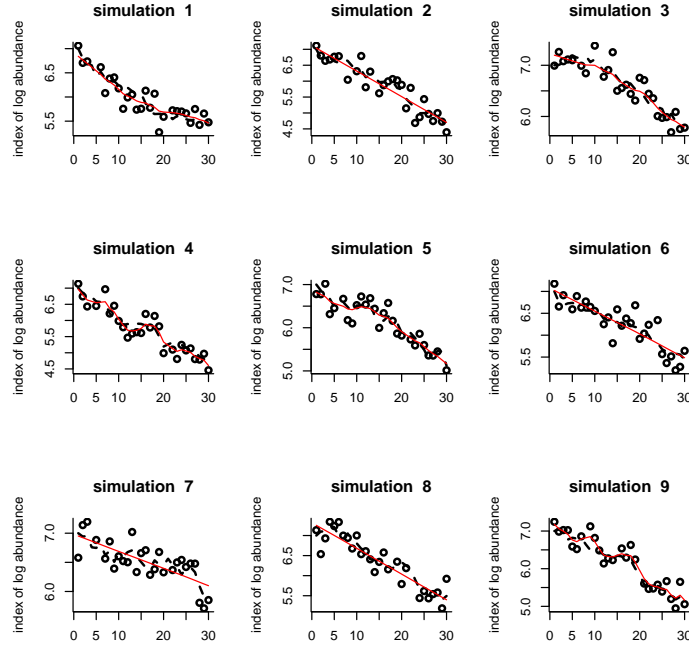 simulation 1
index of log abundance
6.5
5.5
0 5 10 20 30
simulation 2
index of log abundance
6.5
5.5
4.5
0 5 10 20 30
simulation 3
index of log abundance
7.0
6.0
0 5 10 20 30
simulation 4
index of log abundance
6.5
5.5
4.5
0 5 10 20 30
simulation 5
index of log abundance
7.0
6.0
5.0
0 5 10 20 30
simulation 6
index of log abundance
6.5
5.5
0 5 10 20 30
simulation 7
index of log abundance
7.0
6.0
0 5 10 20 30
simulation 8
index of log abundance
6.5
5.5
0 5 10 20 30
simulation 9
index of log abundance
7.0
6.0
5.0
0 5 10 20 30